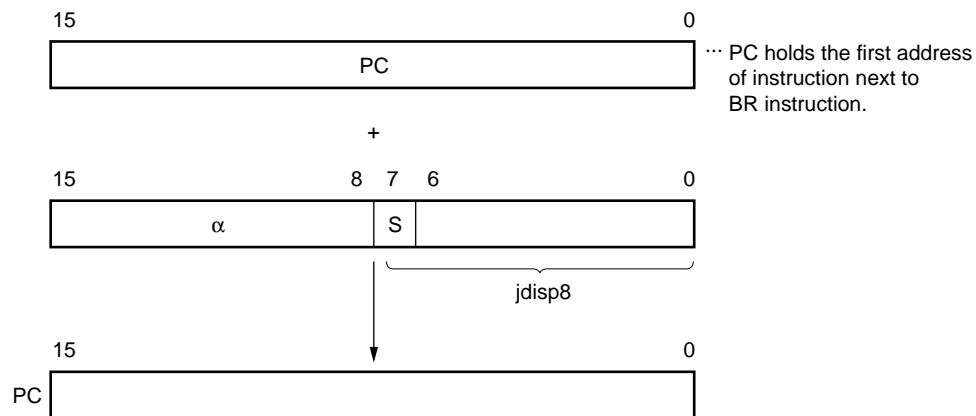 15 0
PC
... PC holds the first address
of instruction next to
BR instruction.
+
15 8 7 6 0
α S
jdisp8
15 0
PC